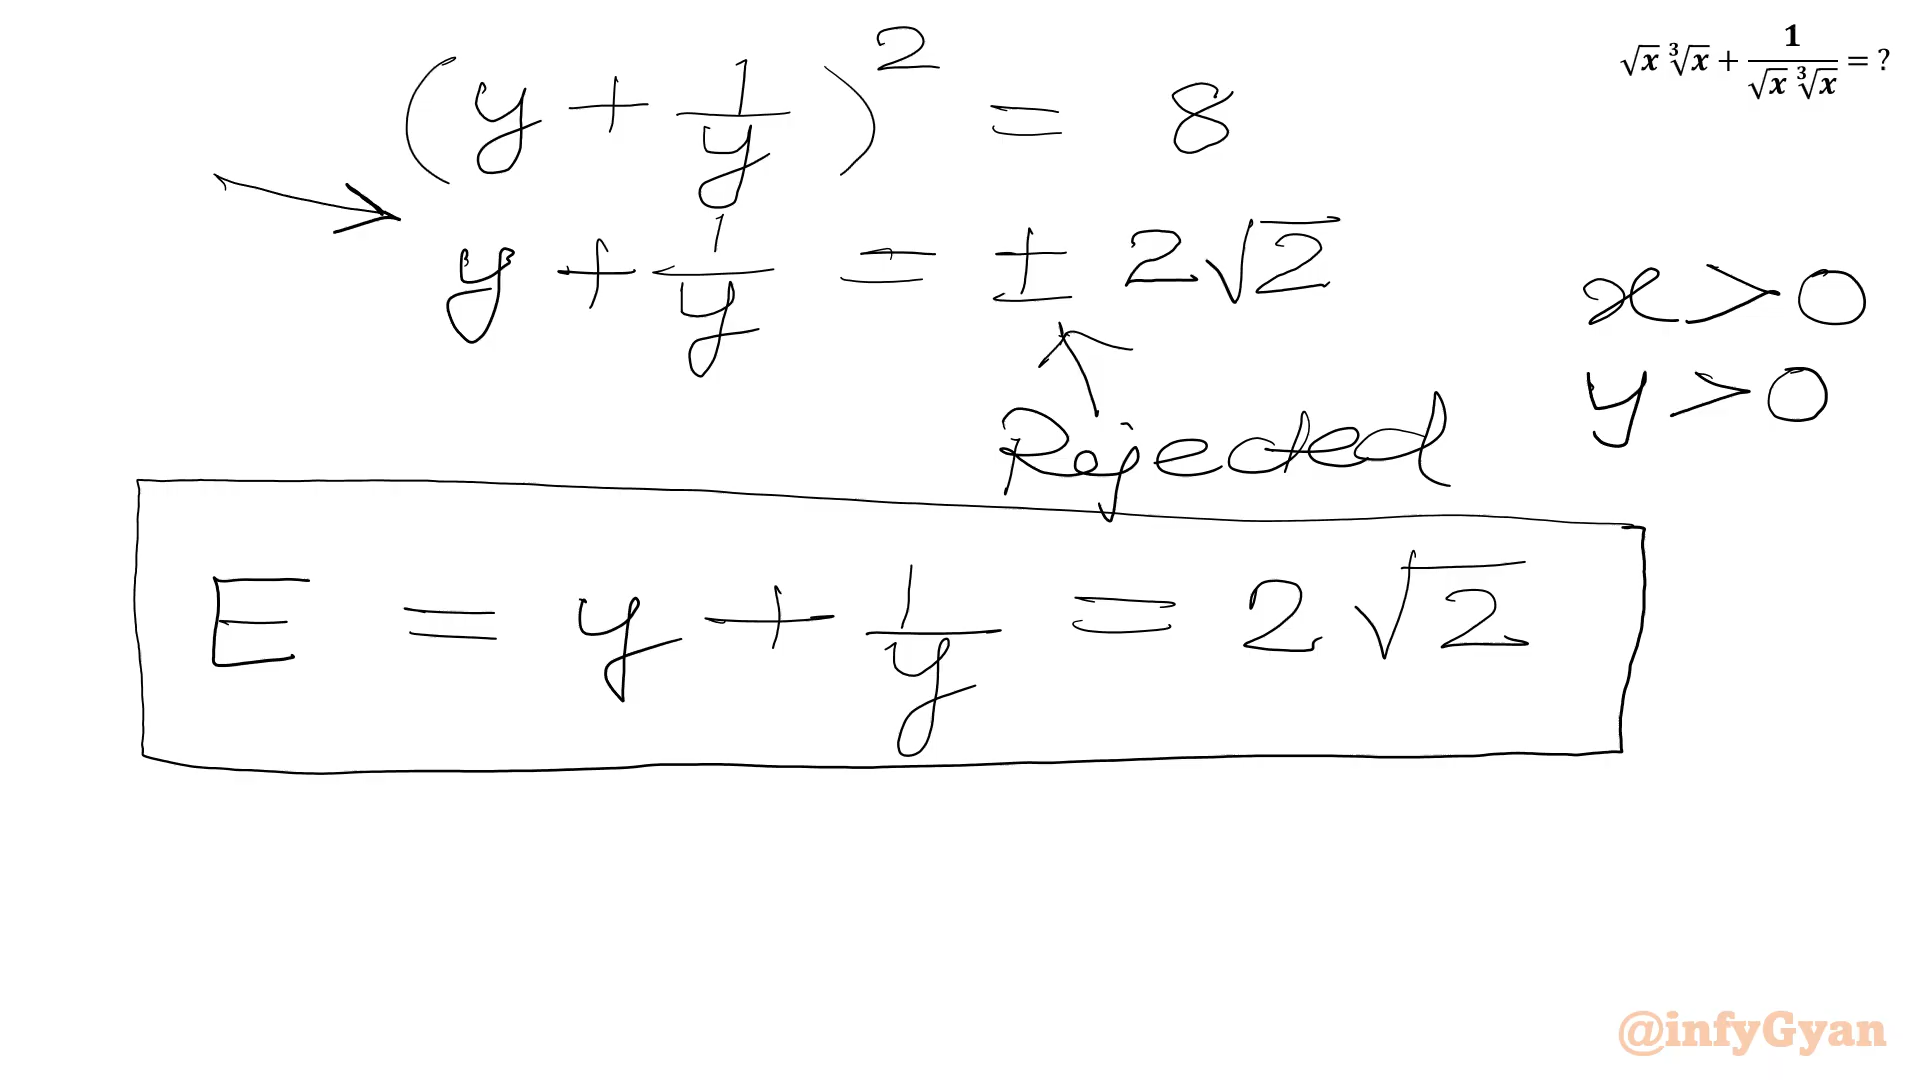 √x ∛x + 1/(√x ∛x) = ?
(y + 1/y)² = 8
y + 1/y = ± 2√2
x > 0
y > 0
Rejected
E = y + 1/y = 2√2
@infyGyan